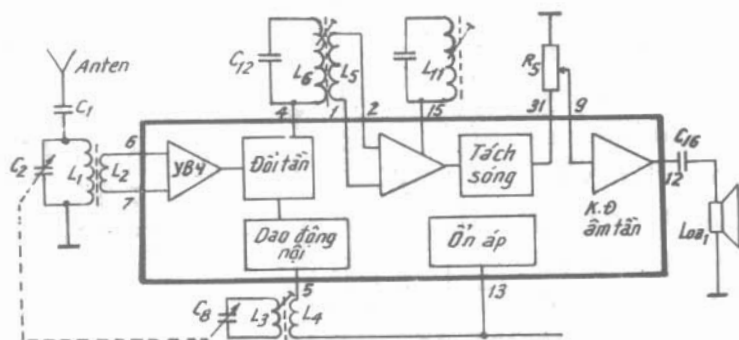 Anten
C1
C2
L1
L2
6
7
УВЧ
Đổi tần
Dao động
nội
C12
L6
L5
4
1
2
L11
15
Tách
sóng
R5
31
9
K.Đ
âm tần
12
C16
Loa1
Ổn áp
5
13
C8
L3
L4